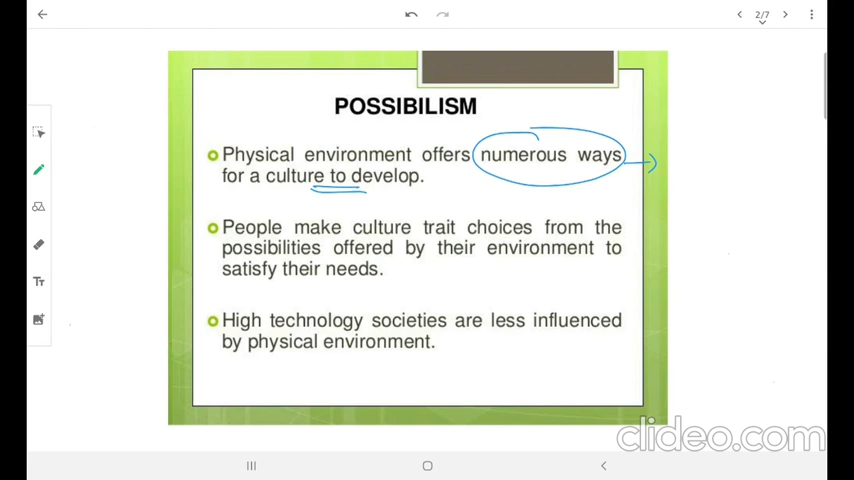 2/7
POSSIBILISM
Physical environment offers numerous ways
for a culture to develop.
People make culture trait choices from the
possibilities offered by their environment to
satisfy their needs.
High technology societies are less influenced
by physical environment.
Tт
clideo.com